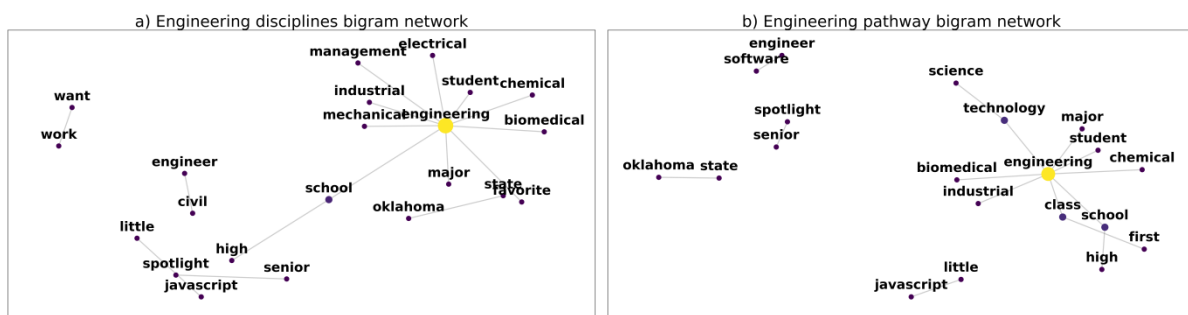 a) Engineering disciplines bigram network
electrical
management
student
chemical
industrial
mechanical
engineering
biomedical
want
work
engineer
civil
major
state
favorite
school
oklahoma
little
high
spotlight
senior
javascript
b) Engineering pathway bigram network
engineer
software
science
spotlight
technology
major
senior
student
engineering
chemical
oklahoma state
biomedical
industrial
class
school
first
high
little
javascript